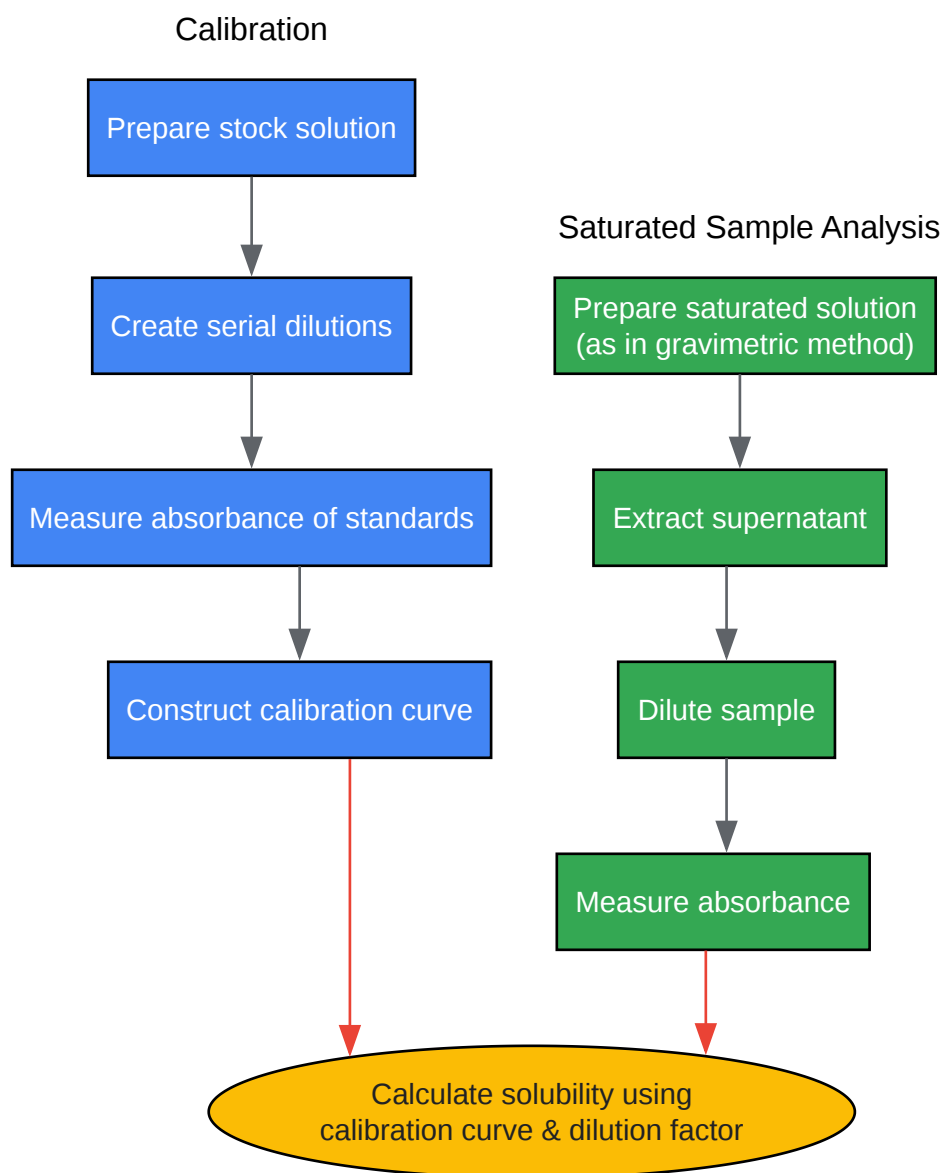 Calibration
Prepare stock solution
Create serial dilutions
Measure absorbance of standards
Construct calibration curve
Saturated Sample Analysis
Prepare saturated solution
(as in gravimetric method)
Extract supernatant
Dilute sample
Measure absorbance
Calculate solubility using
calibration curve & dilution factor